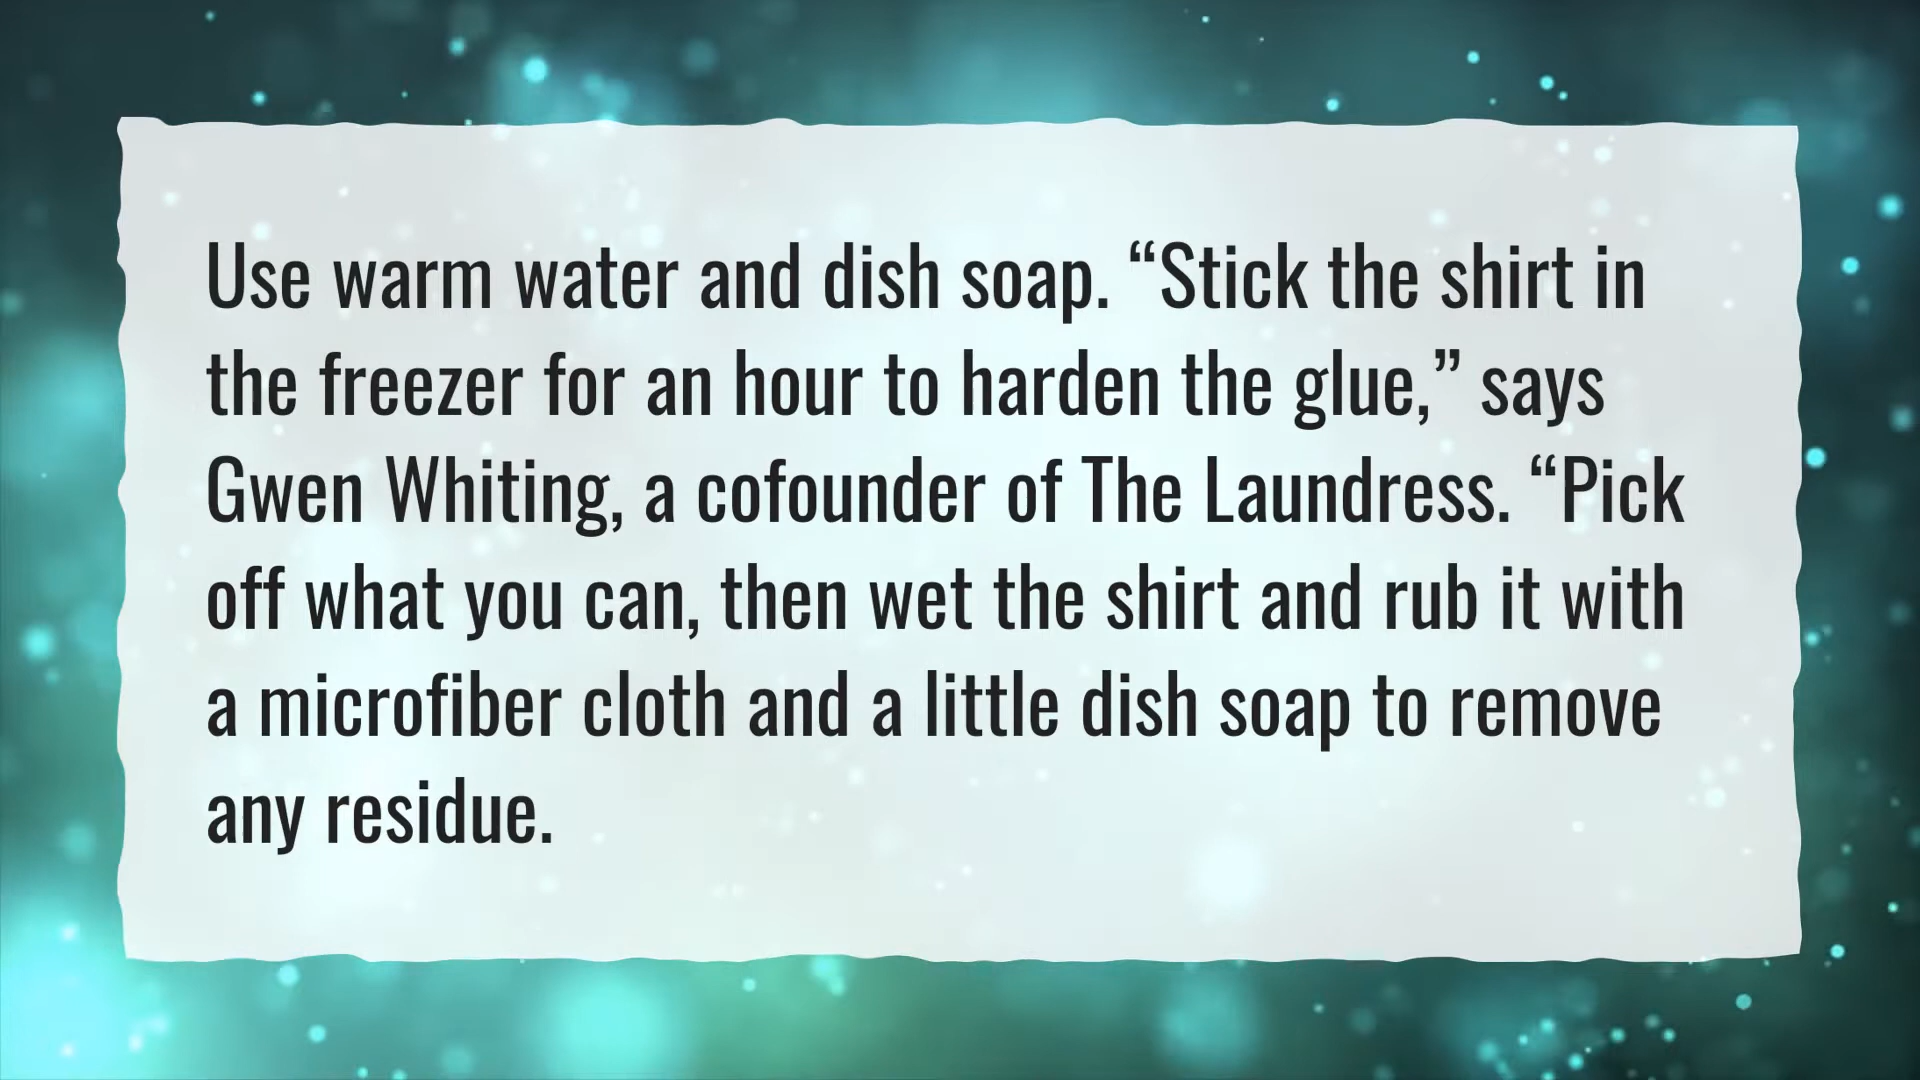 Use warm water and dish soap. “Stick the shirt in
the freezer for an hour to harden the glue,” says
Gwen Whiting, a cofounder of The Laundress. “Pick
off what you can, then wet the shirt and rub it with
a microfiber cloth and a little dish soap to remove
any residue.